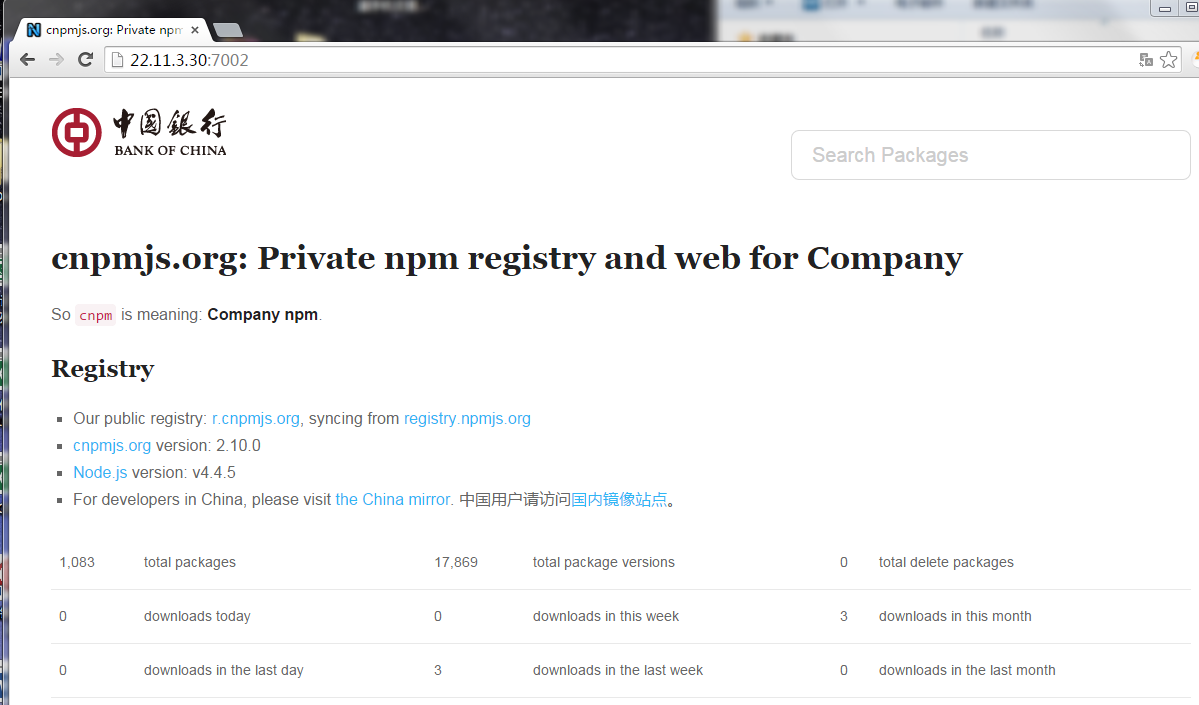 cnpmjs.org: Private npm
22.11.3.30:7002
中国銀行
BANK OF CHINA
Search Packages
cnpmjs.org: Private npm registry and web for Company
So cnpm is meaning: Company npm.
Registry
Our public registry: r.cnpmjs.org, syncing from registry.npmjs.org
cnpmjs.org version: 2.10.0
Node.js version: v4.4.5
For developers in China, please visit the China mirror. 中国用户请访问国内镜像站点。
1,083 total packages 17,869 total package versions 0 total delete packages
0 downloads today 0 downloads in this week 3 downloads in this month
0 downloads in the last day 3 downloads in the last week 0 downloads in the last month